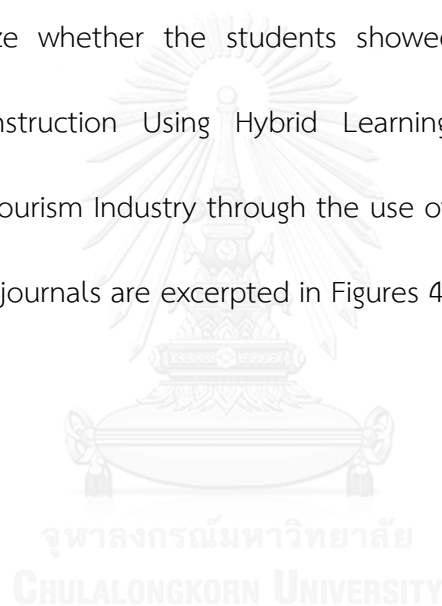 ze whether the students showed
nstruction Using Hybrid Learning
ourism Industry through the use of
journals are excerpted in Figures 4
จุฬาลงกรณ์มหาวิทยาลัย
CHULALONGKORN UNIVERSITY